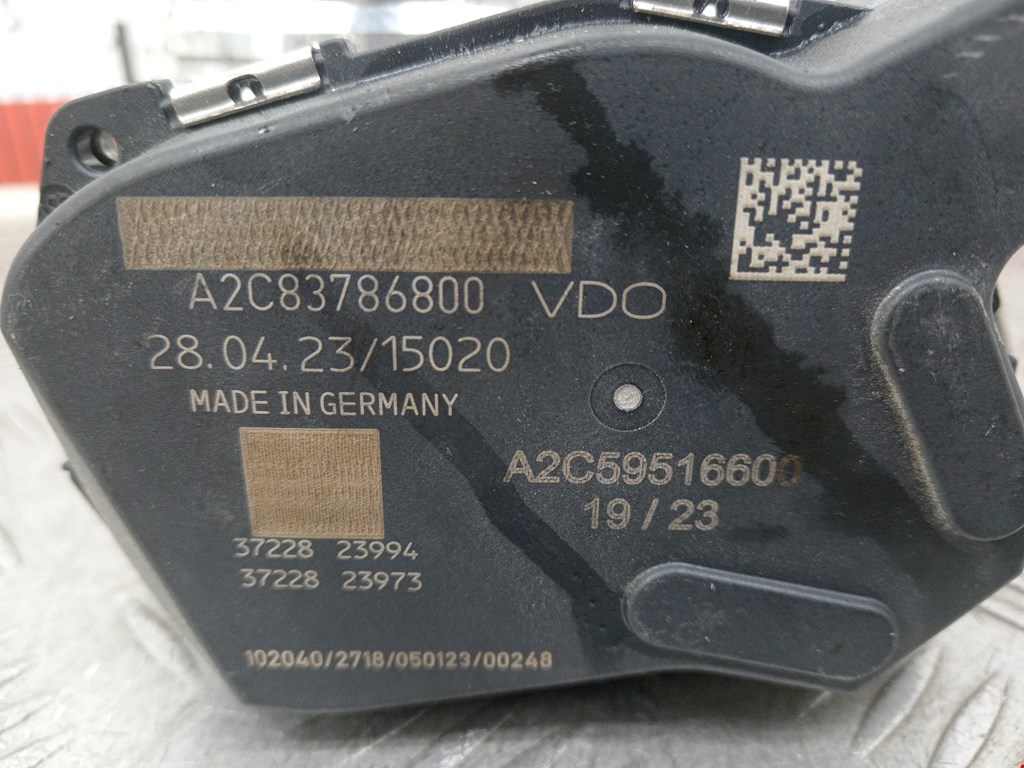 A2C83786800 VDO
28.04.23/15020
MADE IN GERMANY
A2C59516600
19 / 23
37228 23994
37228 23973
102040/2718/050123/00248